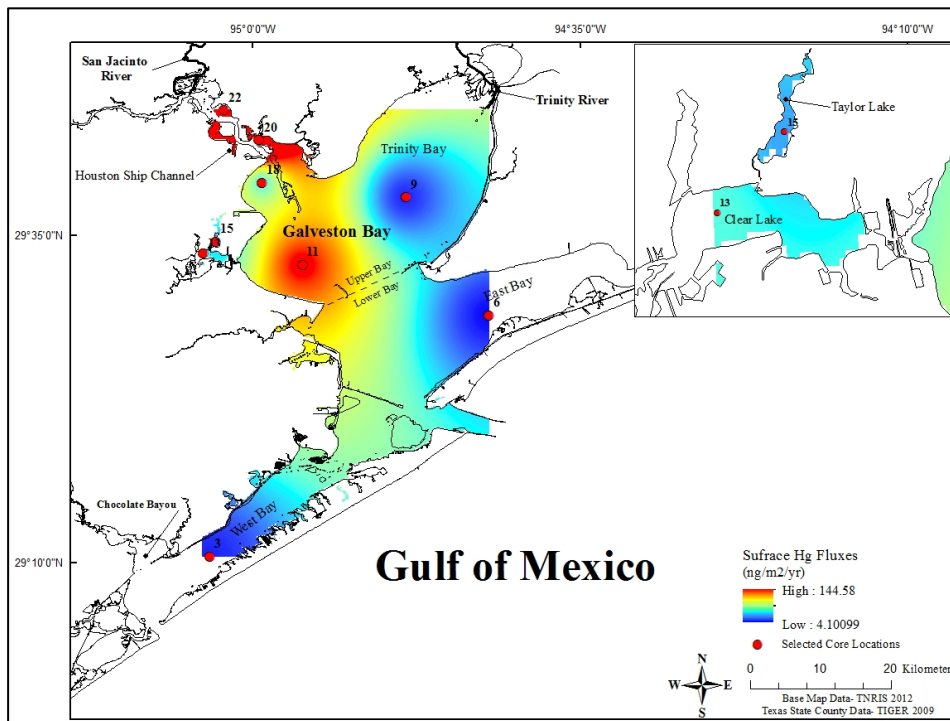 95°0'0"W
94°35'0"W
94°10'0"W
San Jacinto
River
22
20
Trinity River
Taylor Lake
15
Houston Ship Channel
Trinity Bay
18
9
13
Clear Lake
15
Galveston Bay
29°35'0"N
11
Upper Bay
Lower Bay
East Bay
6
Chocolate Bayou
West Bay
3
29°10'0"N
Gulf of Mexico
Sufrace Hg Fluxes
(ng/m2/yr)
High : 144.58
Low : 4.10099
Selected Core Locations
N
W E
S
0 10 20 Kilometer
Base Map Data- TNRIS 2012
Texas State County Data- TIGER 2009